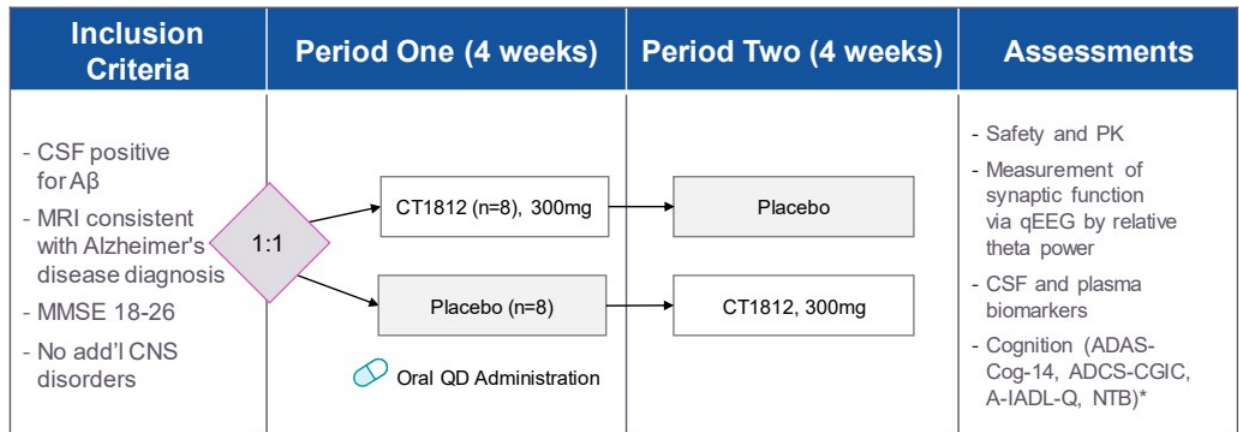 Inclusion
Criteria
Period One (4 weeks)
Period Two (4 weeks)
Assessments
- CSF positive
for Aβ
- MRI consistent
with Alzheimer's
disease diagnosis
- MMSE 18-26
- No add'l CNS
disorders
1:1
CT1812 (n=8), 300mg
Placebo
Placebo (n=8)
CT1812, 300mg
Oral QD Administration
- Safety and PK
- Measurement of
synaptic function
via qEEG by relative
theta power
- CSF and plasma
biomarkers
- Cognition (ADAS-
Cog-14, ADCS-CGIC,
A-IADL-Q, NTB)*